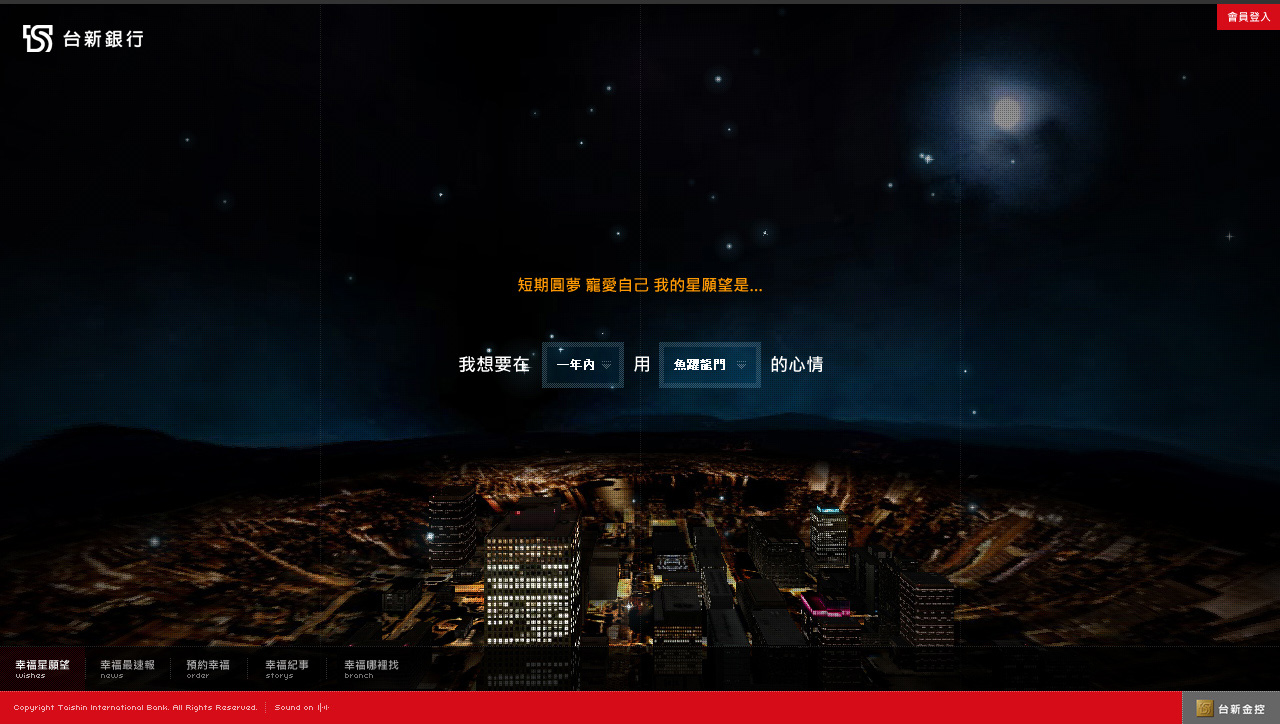 台新銀行
會員登入
短期圓夢 寵愛自己 我的星願望是...
我想要在 一年內 用 魚躍龍門 的心情
幸福星願望 幸福最速報 預約幸福 幸福紀事 幸福哪裡找
wishes news order storys branch
Copyright Taishin International Bank. All Rights Reserved. Sound on
台新金控